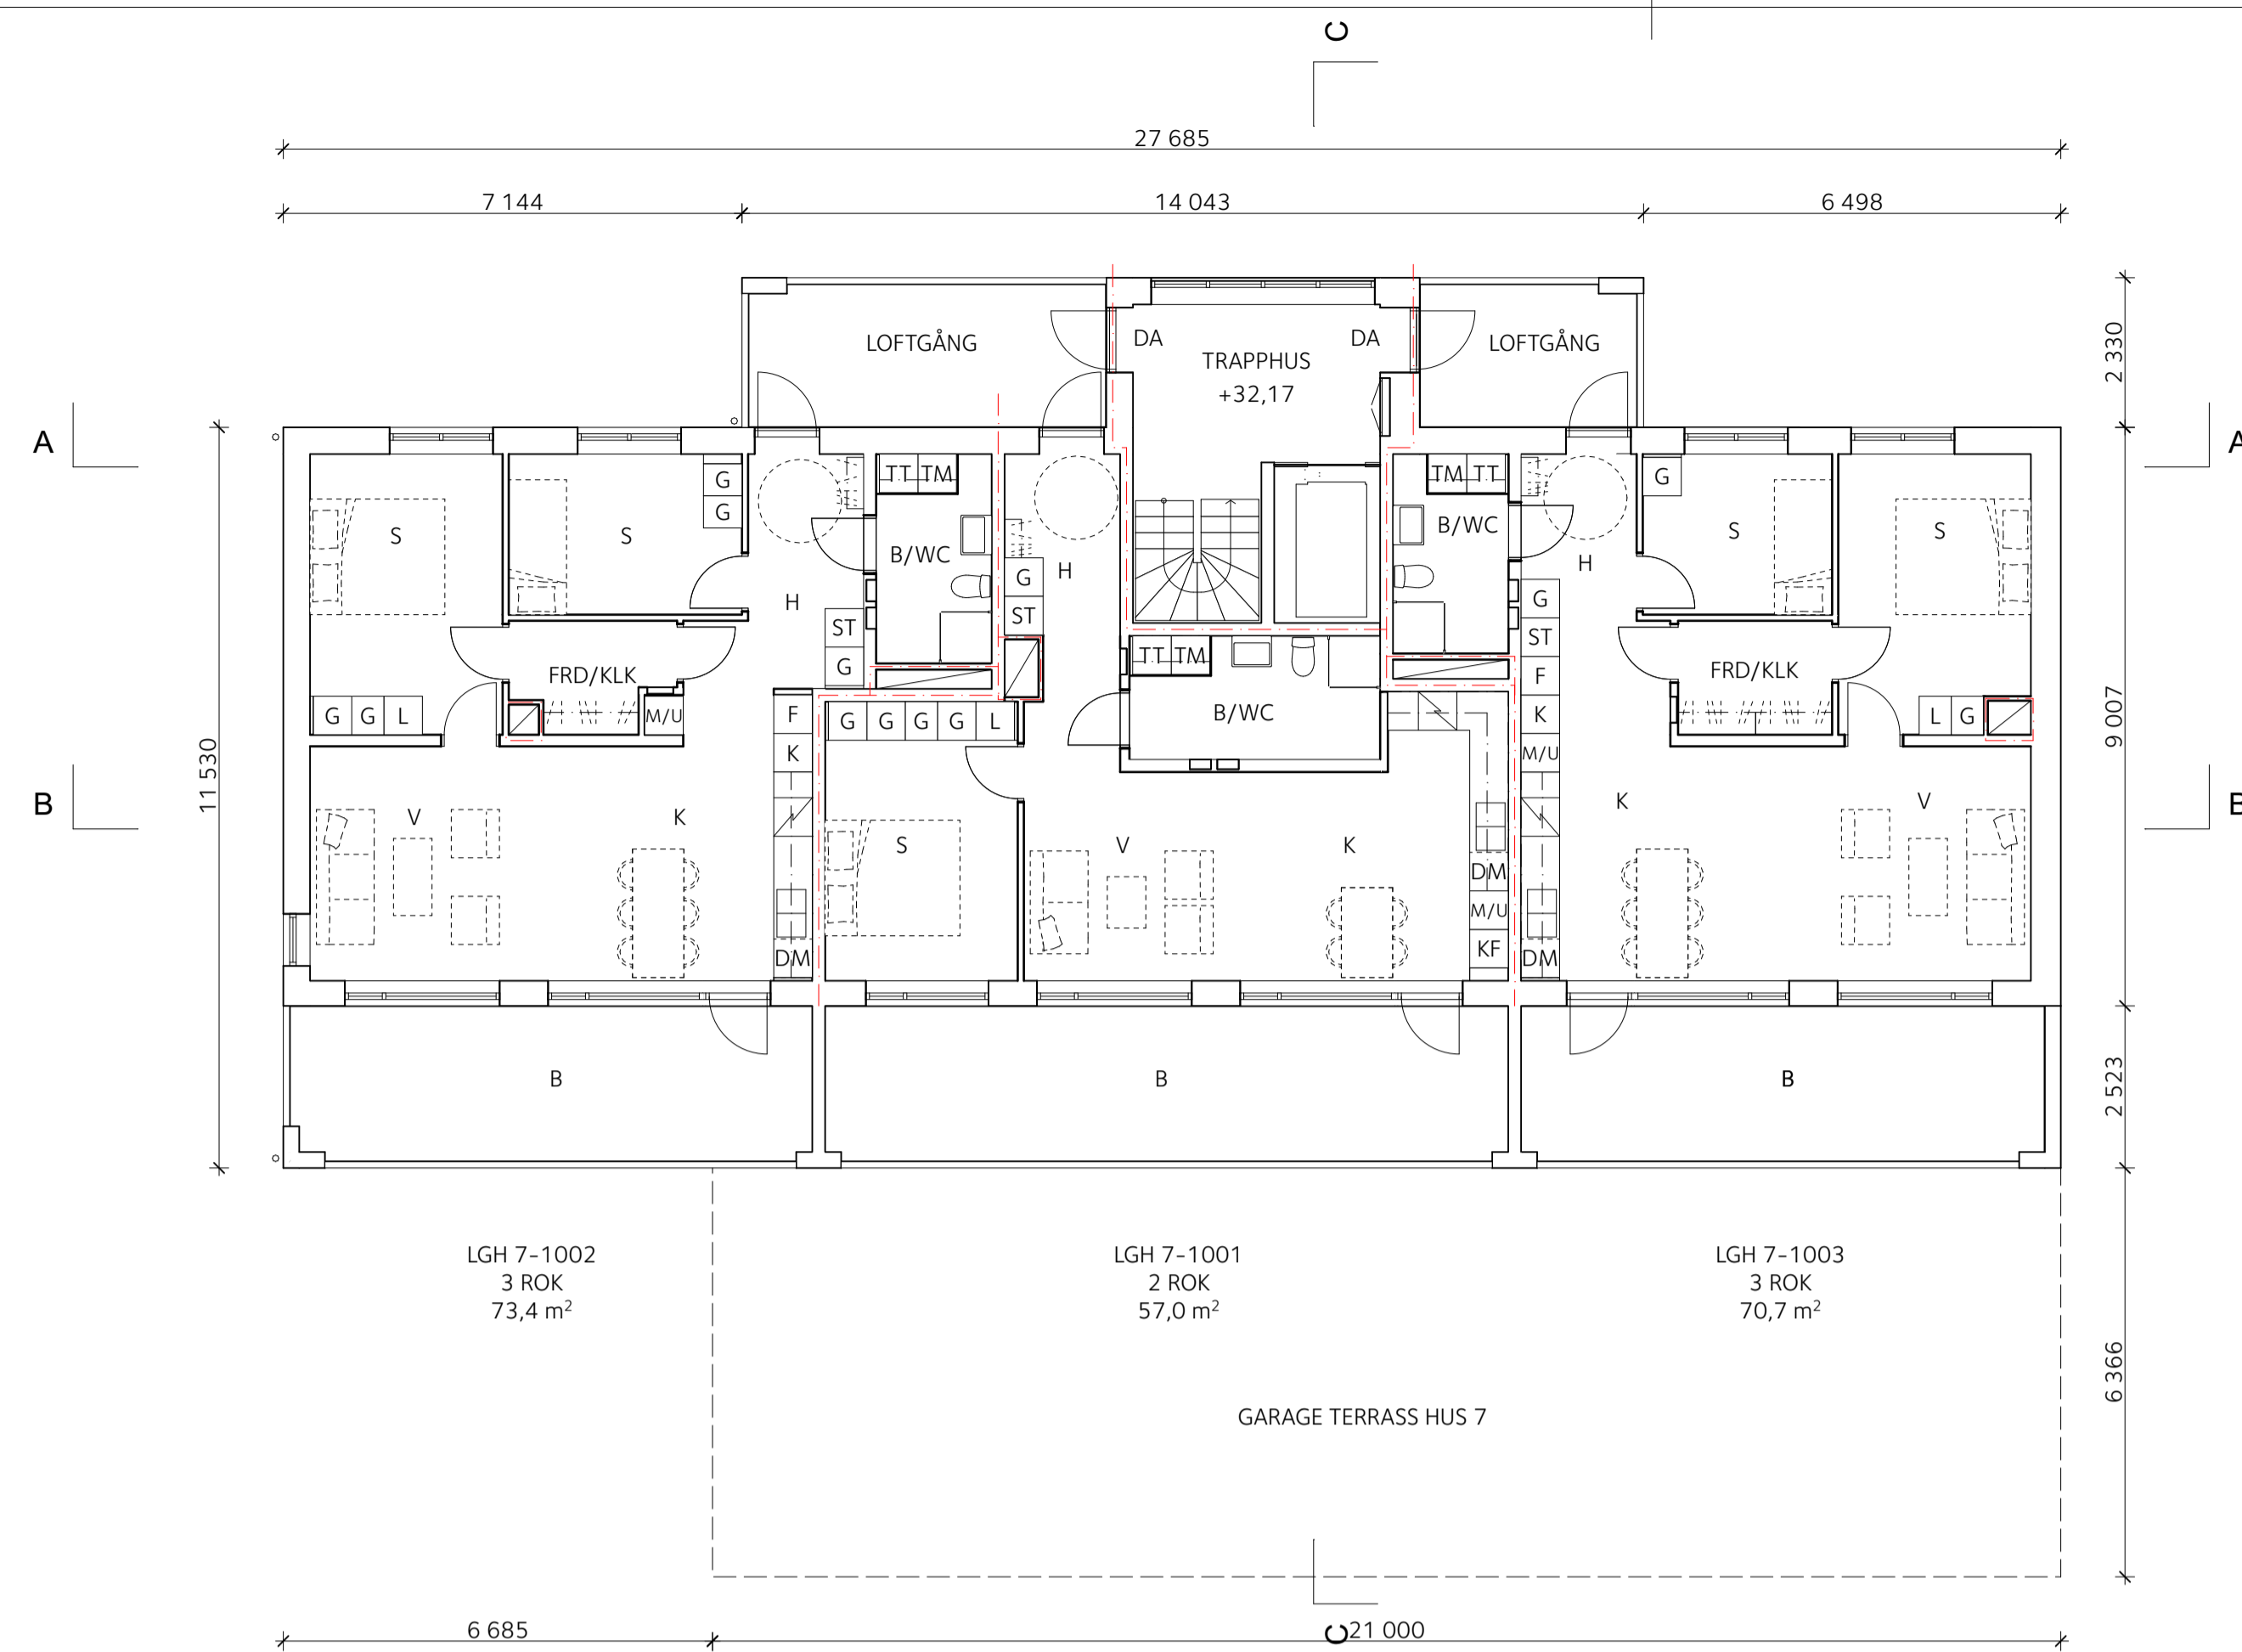 C
27 685
7 144
14 043
6 498
2 330
LOFTGÅNG
DA
DA
LOFTGÅNG
TRAPPHUS
+32,17
A
A
G
G
TT
TM
TM
TT
G
S
S
B/WC
B/WC
S
S
H
G
H
H
ST
G
ST
G
ST
FRD/KLK
TT
TM
F
FRD/KLK
G
G
L
M/U
F
G
G
G
G
L
B/WC
K
L
G
9 007
K
M/U
11 530
B
V
K
S
V
K
K
V
B
DM
M/U
KF
DM
DM
B
B
B
2 523
LGH 7-1002
3 ROK
73,4 m²
LGH 7-1001
2 ROK
57,0 m²
LGH 7-1003
3 ROK
70,7 m²
6 366
GARAGE TERRASS HUS 7
6 685
C
21 000